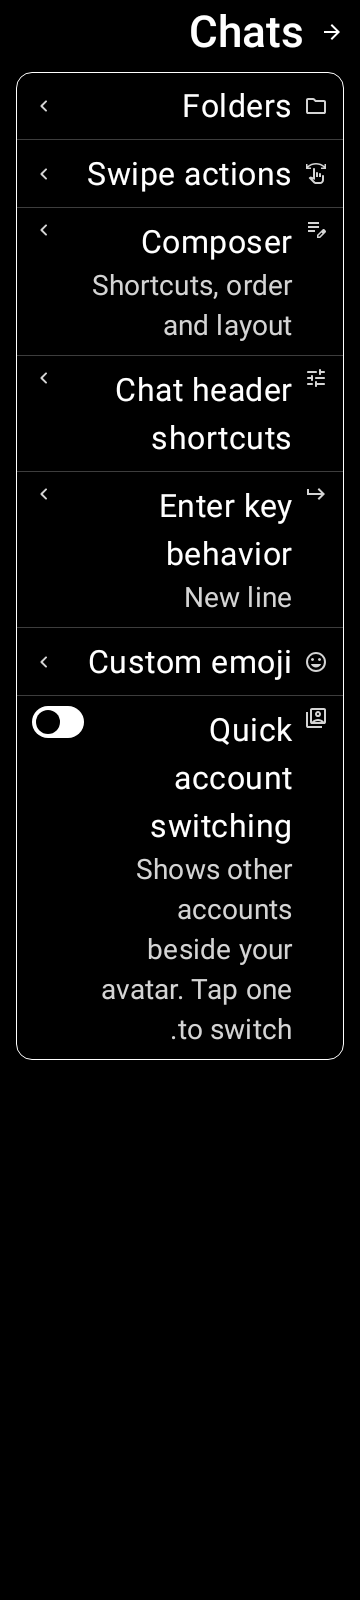 Chats
Folders
Swipe actions
Composer
Shortcuts, order
and layout
Chat header
shortcuts
Enter key
behavior
New line
Custom emoji
Quick
account
switching
Shows other
accounts
beside your
avatar. Tap one
.to switch